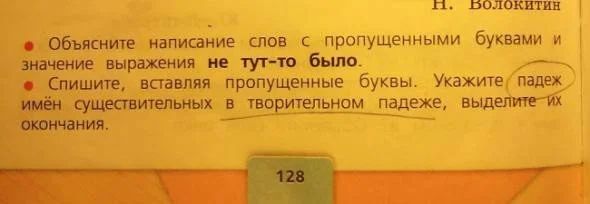 Н. Волокитин
● Объясните написание слов с пропущенными буквами и
значение выражения не тут-то было.
● Спишите, вставляя пропущенные буквы. Укажите падеж
имён существительных в творительном падеже, выделите их
окончания.
128